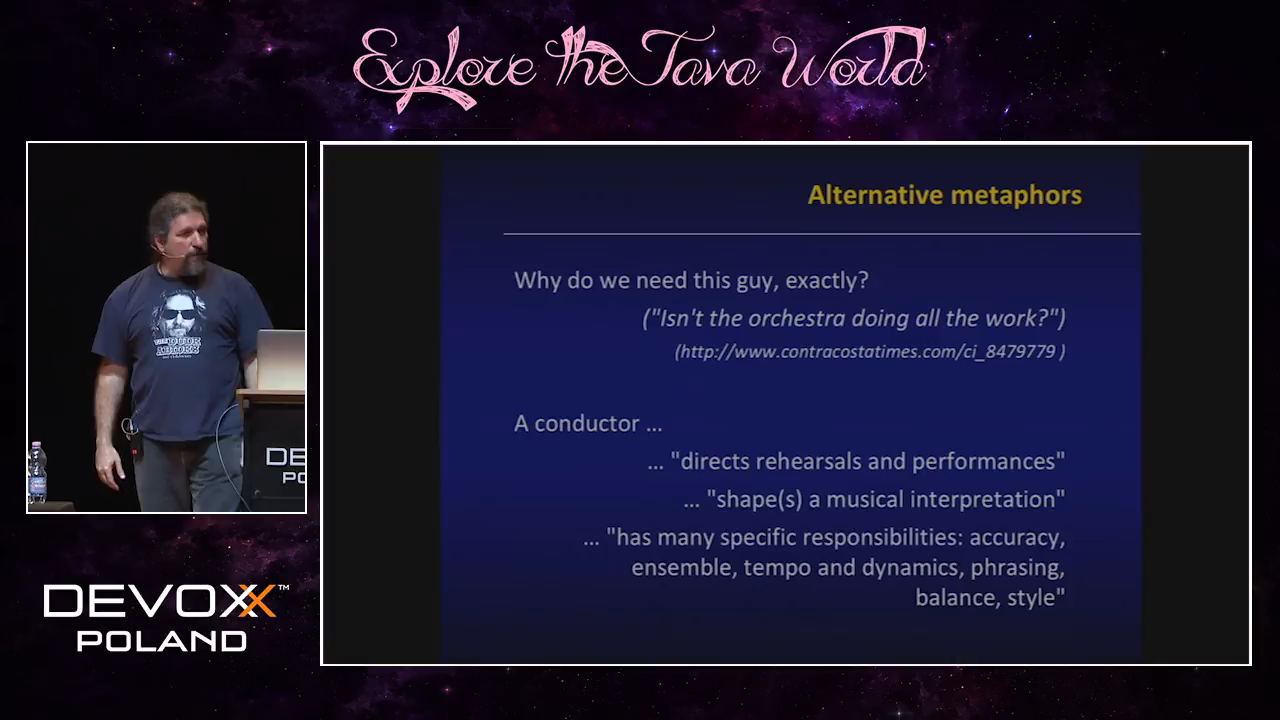 Explore the Java World
Alternative metaphors
Why do we need this guy, exactly?
("Isn't the orchestra doing all the work?")
(http://www.contracostatimes.com/ci_8479779 )
A conductor ...
... "directs rehearsals and performances"
... "shape(s) a musical interpretation"
... "has many specific responsibilities: accuracy,
ensemble, tempo and dynamics, phrasing,
balance, style"
DEVOXX™
POLAND
DE
PO